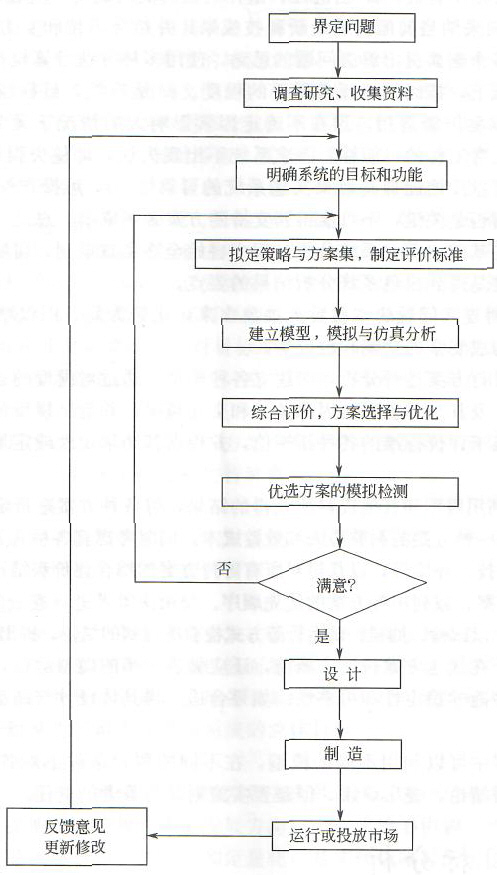 界定问题
调查研究、收集资料
明确系统的目标和功能
拟定策略与方案集，制定评价标准
建立模型，模拟与仿真分析
综合评价，方案选择与优化
优选方案的模拟检测
否
满意?
是
设 计
制 造
反馈意见
更新修改
运行或投放市场